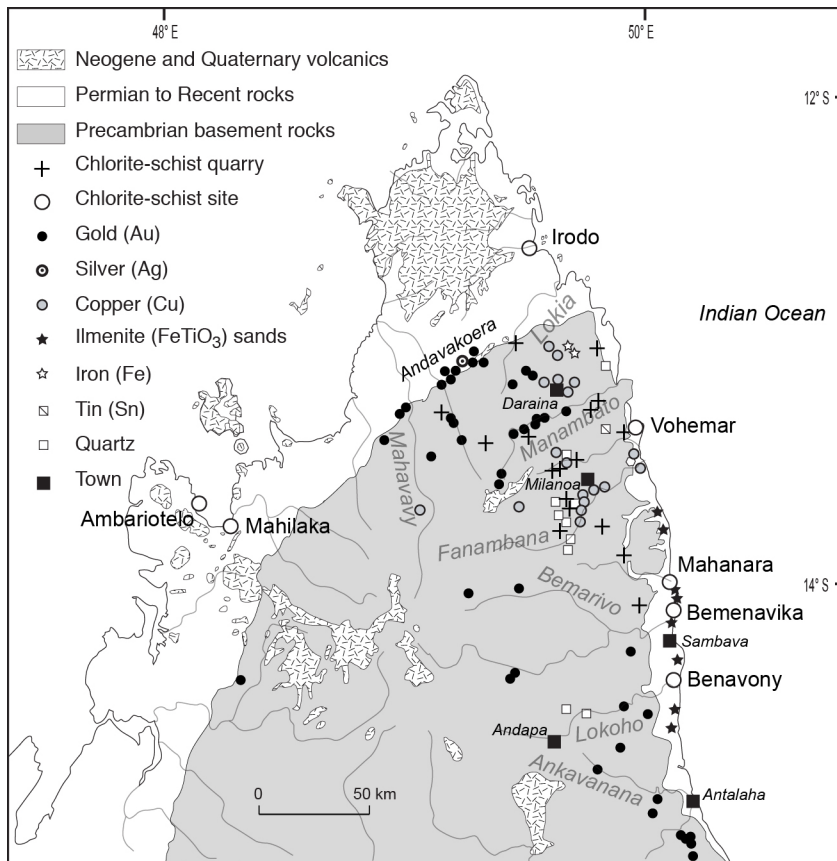 48° E
50° E
12° S
14° S
Neogene and Quaternary volcanics
Permian to Recent rocks
Precambrian basement rocks
Chlorite-schist quarry
Chlorite-schist site
Gold (Au)
Silver (Ag)
Copper (Cu)
Ilmenite (FeTiO3) sands
Iron (Fe)
Tin (Sn)
Quartz
Town
Irodo
Indian Ocean
Lokia
Andavakoera
Daraina
Manambato
Vohemar
Mahavavy
Milanoa
Ambariotelo
Mahilaka
Fanambana
Mahanara
Bemarivo
Bemenavika
Sambava
Benavony
Andapa
Lokoho
Ankavanana
Antalaha
0
50 km